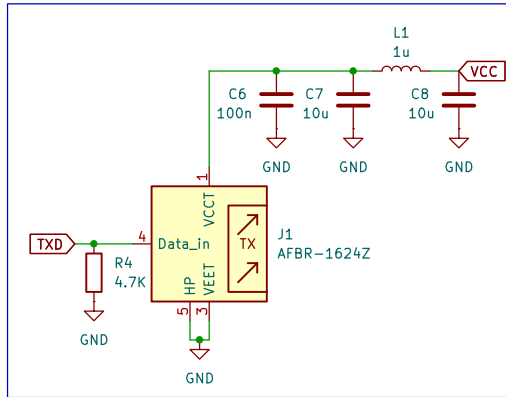 L1
1u
VCC
C6
100n
C7
10u
C8
10u
GND
GND
GND
1
VCCT
TXD
4
Data_in
TX
J1
AFBR-1624Z
R4
4.7K
HP
VEET
5
3
GND
GND